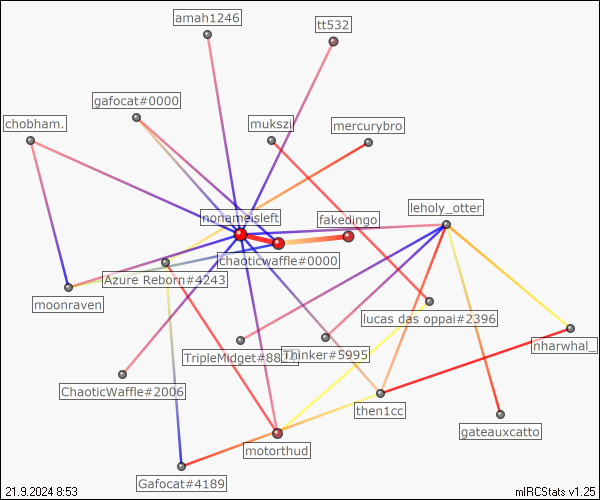 amah1246
tt532
gafocat#0000
chobham.
mukszi
mercurybro
leholy_otter
nonameisleft
fakedingo
chaoticwaffle#0000
Azure Reborn#4243
moonraven
lucas das oppai#2396
nharwhal_
Thinker#5995
ChaoticWaffle#2006
then1cc
gateauxcatto
motorthud
Gafocat#4189
21.9.2024 8:53
mIRCStats v1.25